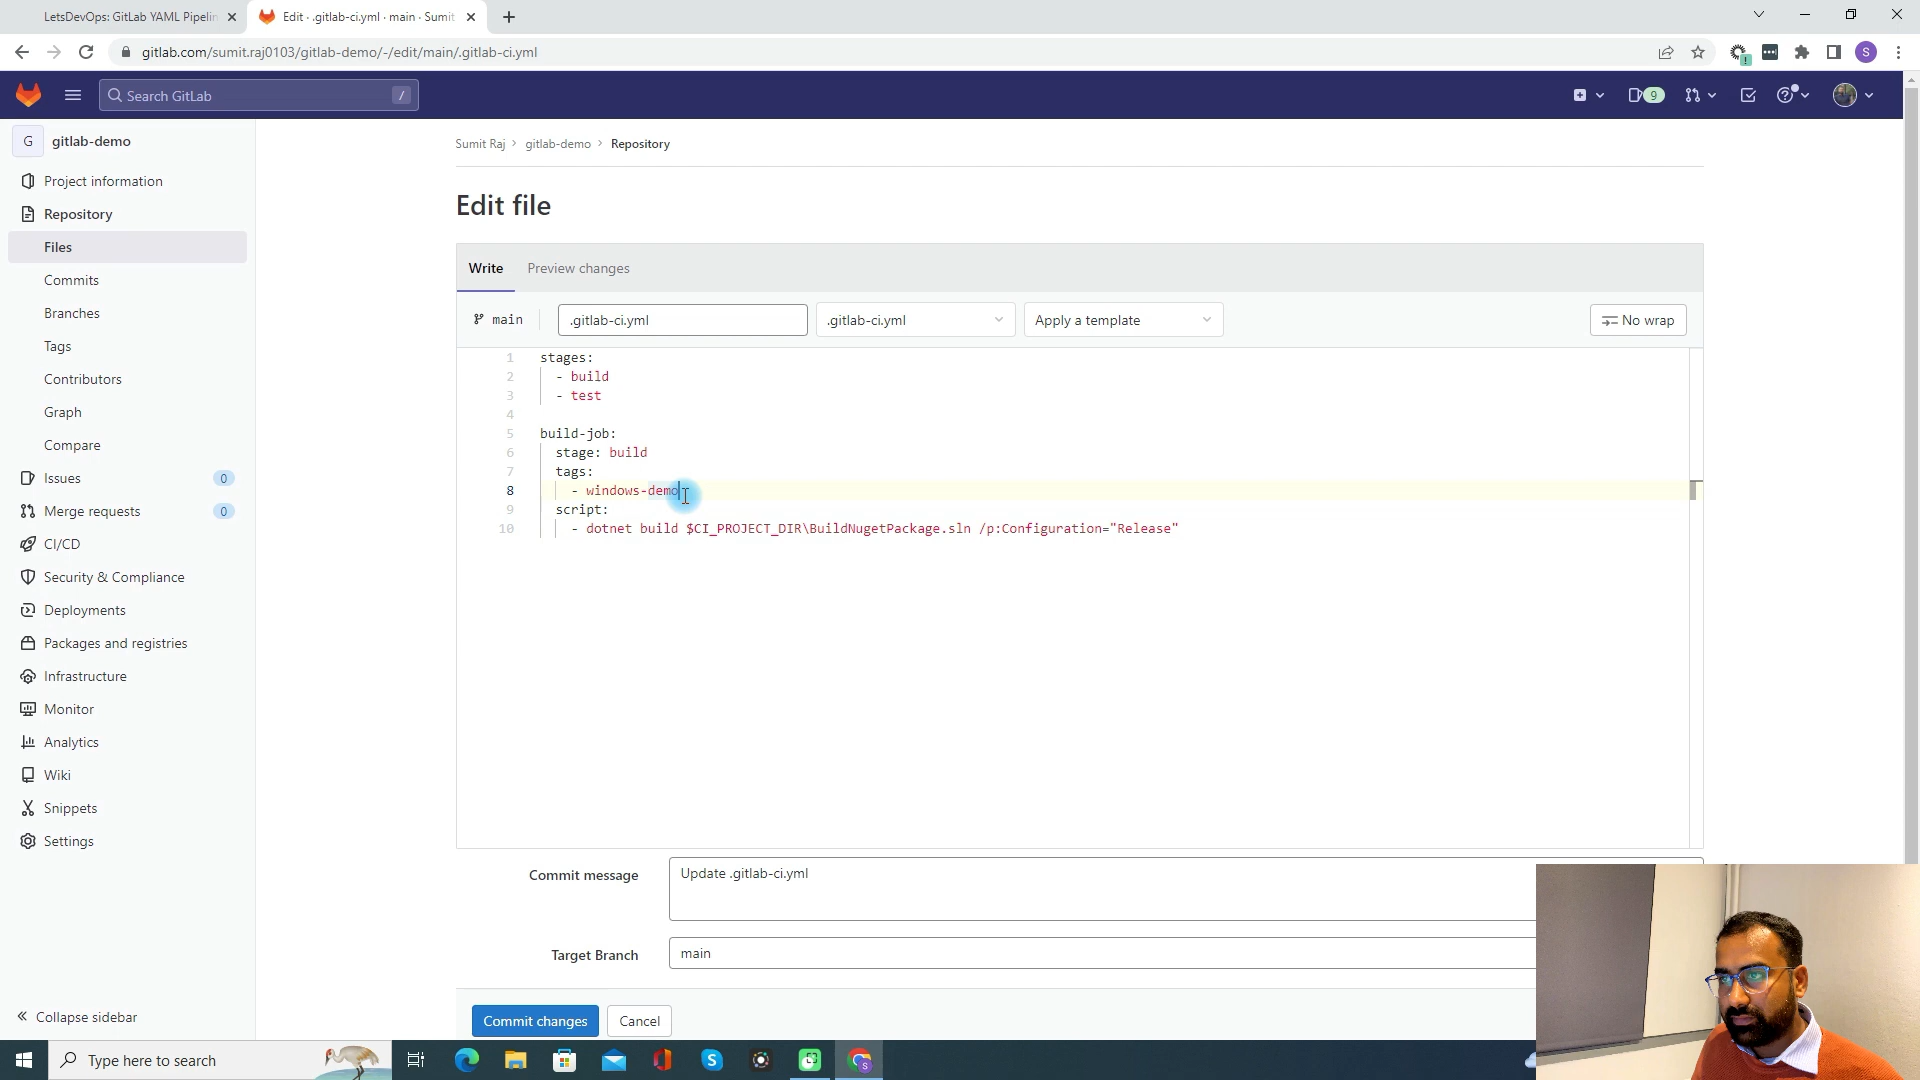 LetsDevOps: GitLab YAML Pipelin
Edit · .gitlab-ci.yml · main · Sumit
gitlab.com/sumit.raj0103/gitlab-demo/-/edit/main/.gitlab-ci.yml
S
Search GitLab
/
9
G
gitlab-demo
Project information
Repository
Files
Commits
Branches
Tags
Contributors
Graph
Compare
Issues
0
Merge requests
0
CI/CD
Security & Compliance
Deployments
Packages and registries
Infrastructure
Monitor
Analytics
Wiki
Snippets
Settings
Collapse sidebar
Sumit Raj > gitlab-demo > Repository
Edit file
Write
Preview changes
main
.gitlab-ci.yml
.gitlab-ci.yml
Apply a template
No wrap
1 stages:
2 - build
3 - test
4
5 build-job:
6 stage: build
7 tags:
8 - windows-demo
9 script:
10 - dotnet build $CI_PROJECT_DIR\BuildNugetPackage.sln /p:Configuration="Release"
Commit message
Update .gitlab-ci.yml
Target Branch
main
Commit changes
Cancel
Type here to search